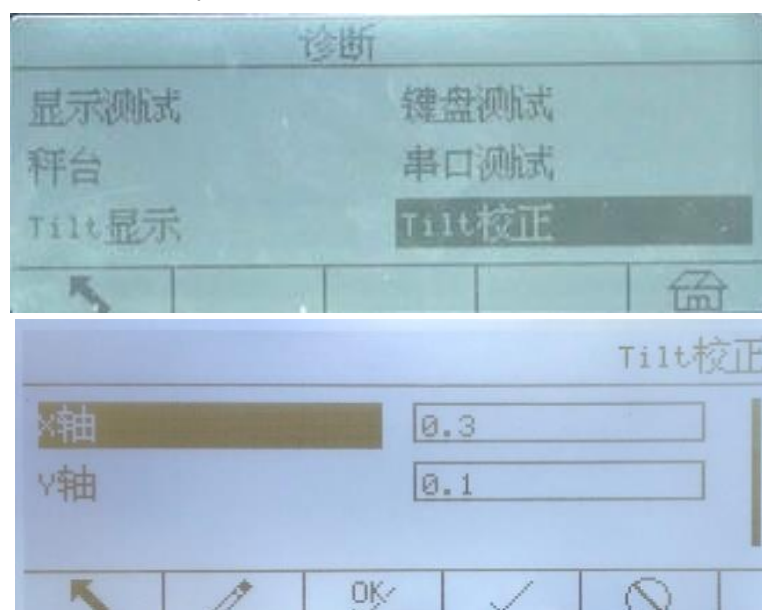 诊断
显示测试 键盘测试
秤台 串口测试
Tilt显示 Tilt校正
Tilt校正
X轴 0.3
Y轴 0.1
OK